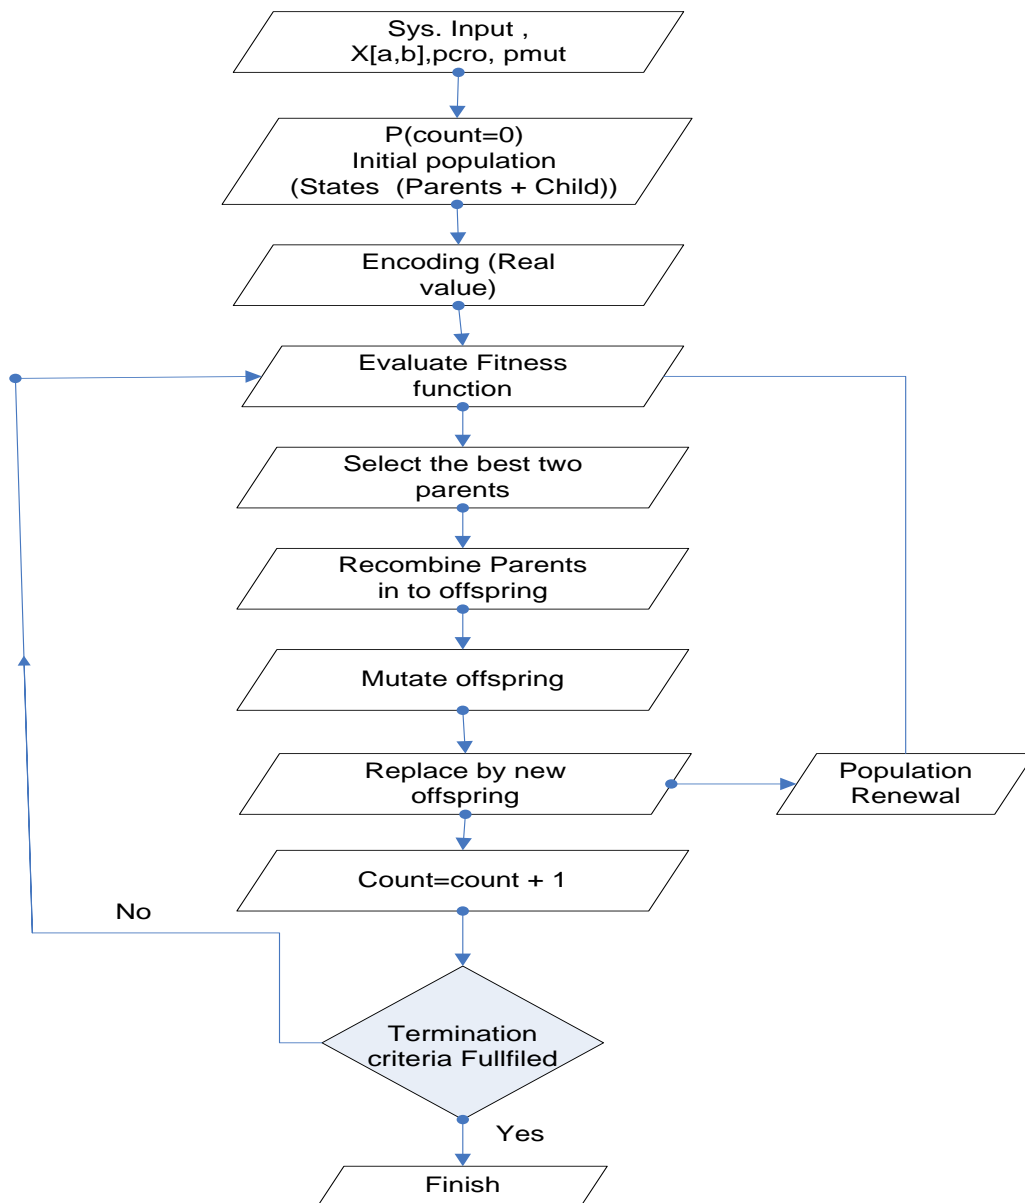 Sys. Input ,
X[a,b],pcro, pmut
P(count=0)
Initial population
(States (Parents + Child))
Encoding (Real
value)
Evaluate Fitness
function
Select the best two
parents
Recombine Parents
in to offspring
Mutate offspring
Replace by new
offspring
Population
Renewal
Count=count + 1
No
Termination
criteria Fullfiled
Yes
Finish